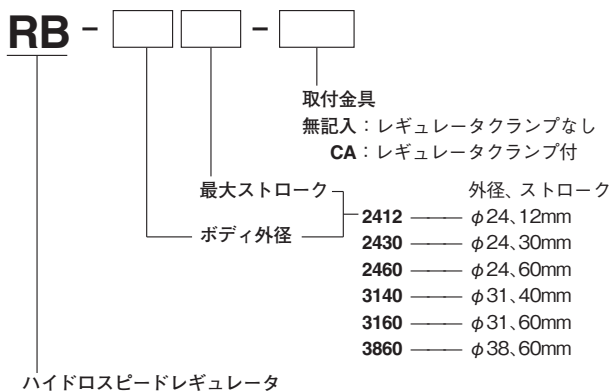 RB - -
取付金具
無記入：レギュレータクランプなし
CA：レギュレータクランプ付
最大ストローク
ボディ外径
外径、ストローク
2412 —— φ24、12mm
2430 —— φ24、30mm
2460 —— φ24、60mm
3140 —— φ31、40mm
3160 —— φ31、60mm
3860 —— φ38、60mm
ハイドロスピードレギュレータ